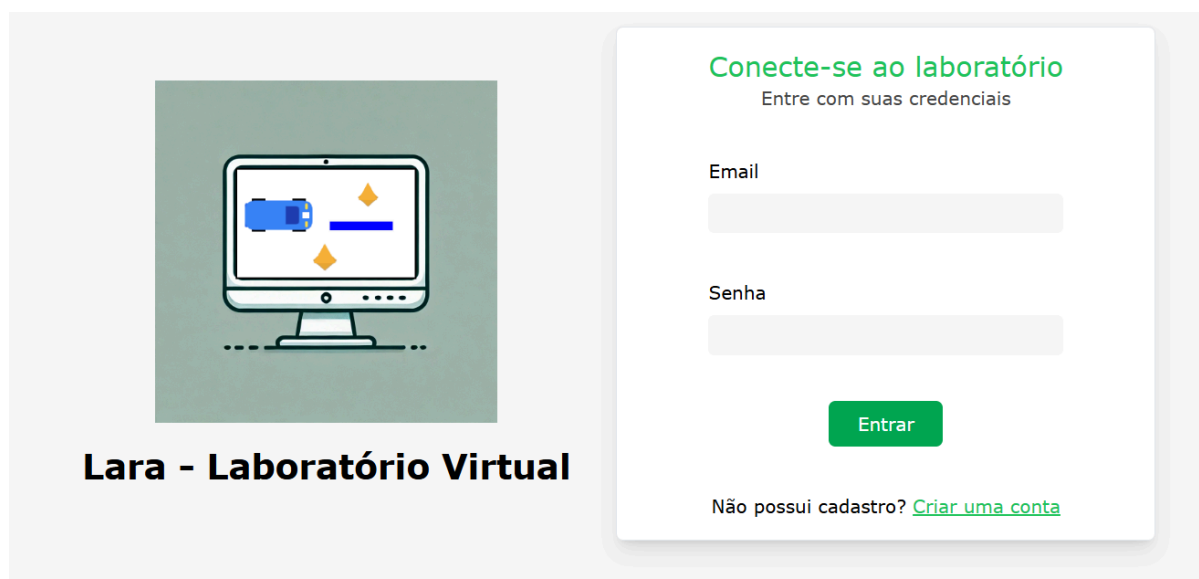 Lara - Laboratório Virtual
Conecte-se ao laboratório
Entre com suas credenciais
Email
Senha
Entrar
Não possui cadastro? Criar uma conta